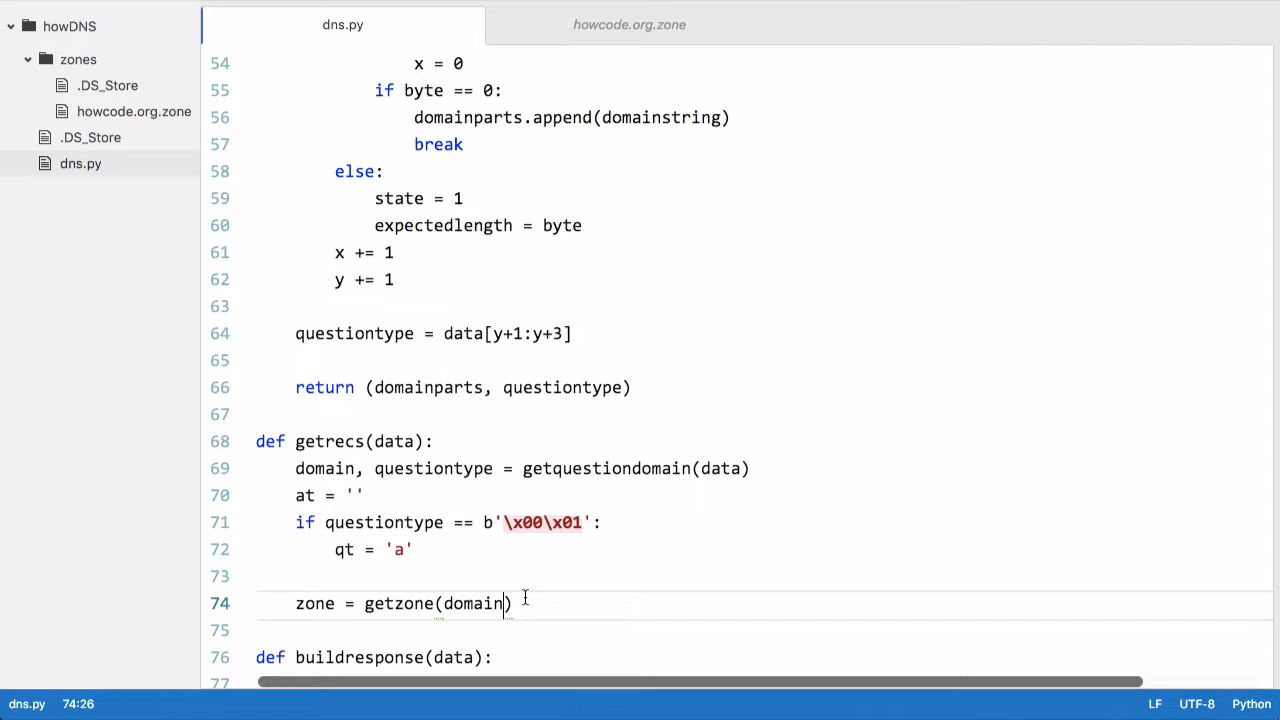 howDNS
zones
.DS_Store
howcode.org.zone
.DS_Store
dns.py
dns.py
howcode.org.zone
54 x = 0
55 if byte == 0:
56 domainparts.append(domainstring)
57 break
58 else:
59 state = 1
60 expectedlength = byte
61 x += 1
62 y += 1
63
64 questiontype = data[y+1:y+3]
65
66 return (domainparts, questiontype)
67
68 def getrecs(data):
69 domain, questiontype = getquestiondomain(data)
70 at = ''
71 if questiontype == b'\x00\x01':
72 qt = 'a'
73
74 zone = getzone(domain)
75
76 def buildresponse(data):
77
dns.py 74:26 LF UTF-8 Python